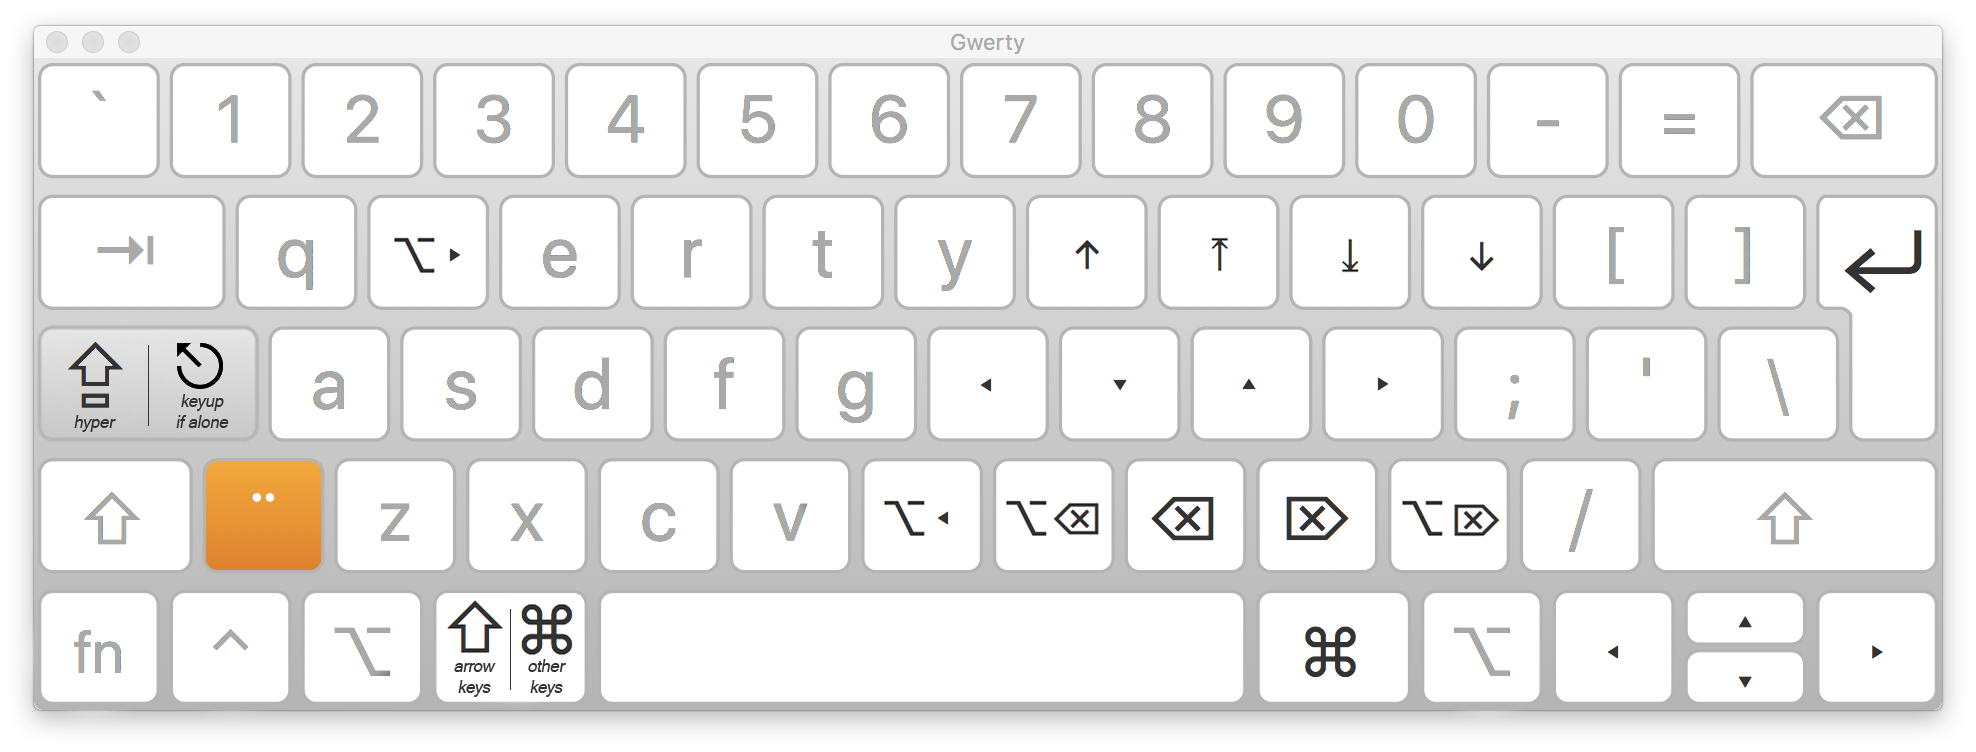 Gwerty
` 1 2 3 4 5 6 7 8 9 0 - = ⌫
⇥ q ⌥ ▸ e r t y ↑ ⤒ ⤓ ↓ [ ] ↵
⇪ hyper | ⎋ keyup if alone a s d f g ◂ ▾ ▴ ▸ ; ' \
⇧ ¨ z x c v ⌥ ◂ ⌥ ⌫ ⌫ ⌦ ⌥ ⌦ / ⇧
fn ^ ⌥ ⇧ arrow keys | ⌘ other keys ⌘ ⌥ ◂ ▴ ▾ ▸